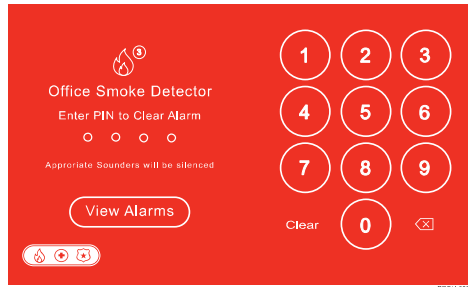 3
Office Smoke Detector
Enter PIN to Clear Alarm
Approriate Sounders will be silenced
View Alarms
1 2 3
4 5 6
7 8 9
Clear 0